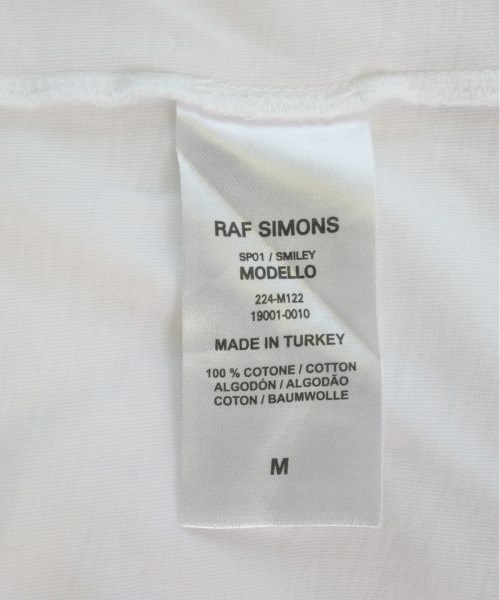 RAF SIMONS
SP01 / SMILEY
MODELLO
224-M122
19001-0010
MADE IN TURKEY
100 % COTONE / COTTON
ALGODÓN / ALGODÃO
COTON / BAUMWOLLE
M